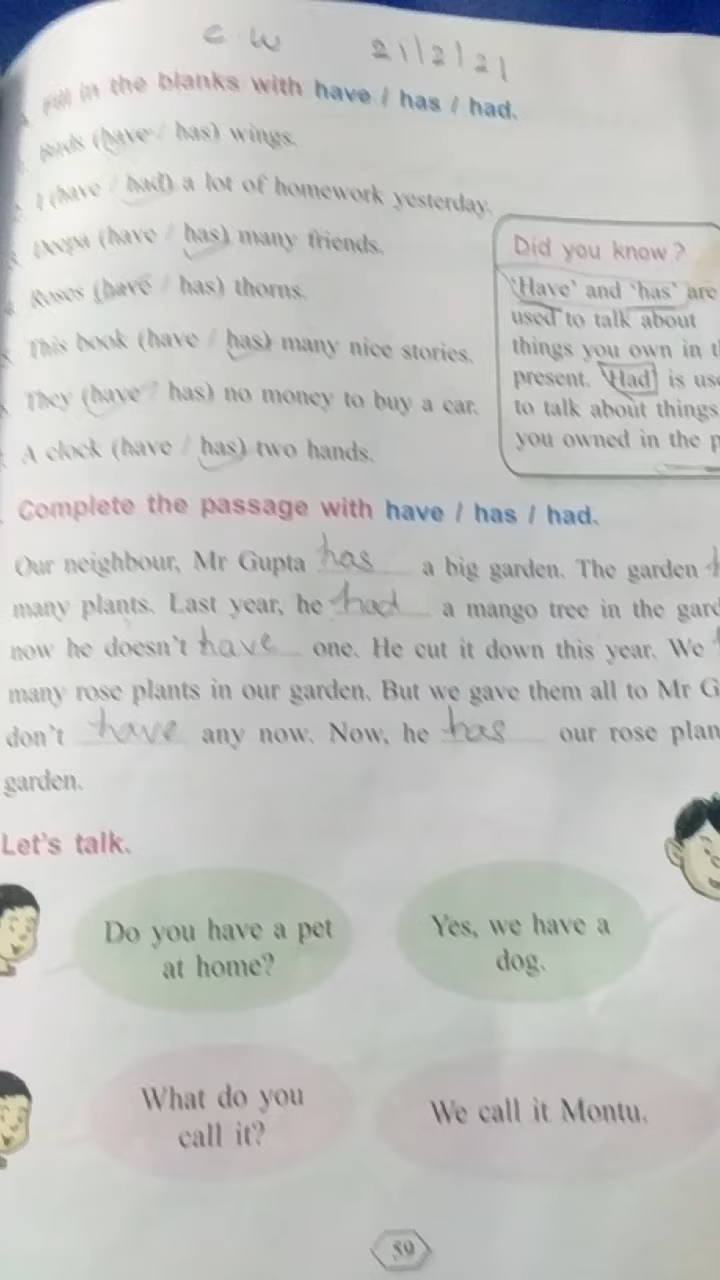 C.W 21/2/21
Fill in the blanks with have / has / had.
Birds (have / has) wings.
I (have / had) a lot of homework yesterday.
3. Deepa (have / has) many friends.
Roses (have / has) thorns.
This book (have / has) many nice stories.
They (have / has) no money to buy a car.
A clock (have / has) two hands.
Did you know?
'Have' and 'has' are
used to talk about
things you own in
present. 'Had' is
to talk about things
you owned in the
Complete the passage with have / has / had.
Our neighbour, Mr Gupta has a big garden. The garden
many plants. Last year, he had a mango tree in the
now he doesn't have one. He cut it down this year. We
many rose plants in our garden. But we gave them all to Mr G
don't have any now. Now, he has our rose
garden.
Let's talk.
Do you have a pet
at home?
Yes, we have a
dog.
What do you
call it?
We call it Montu.
59